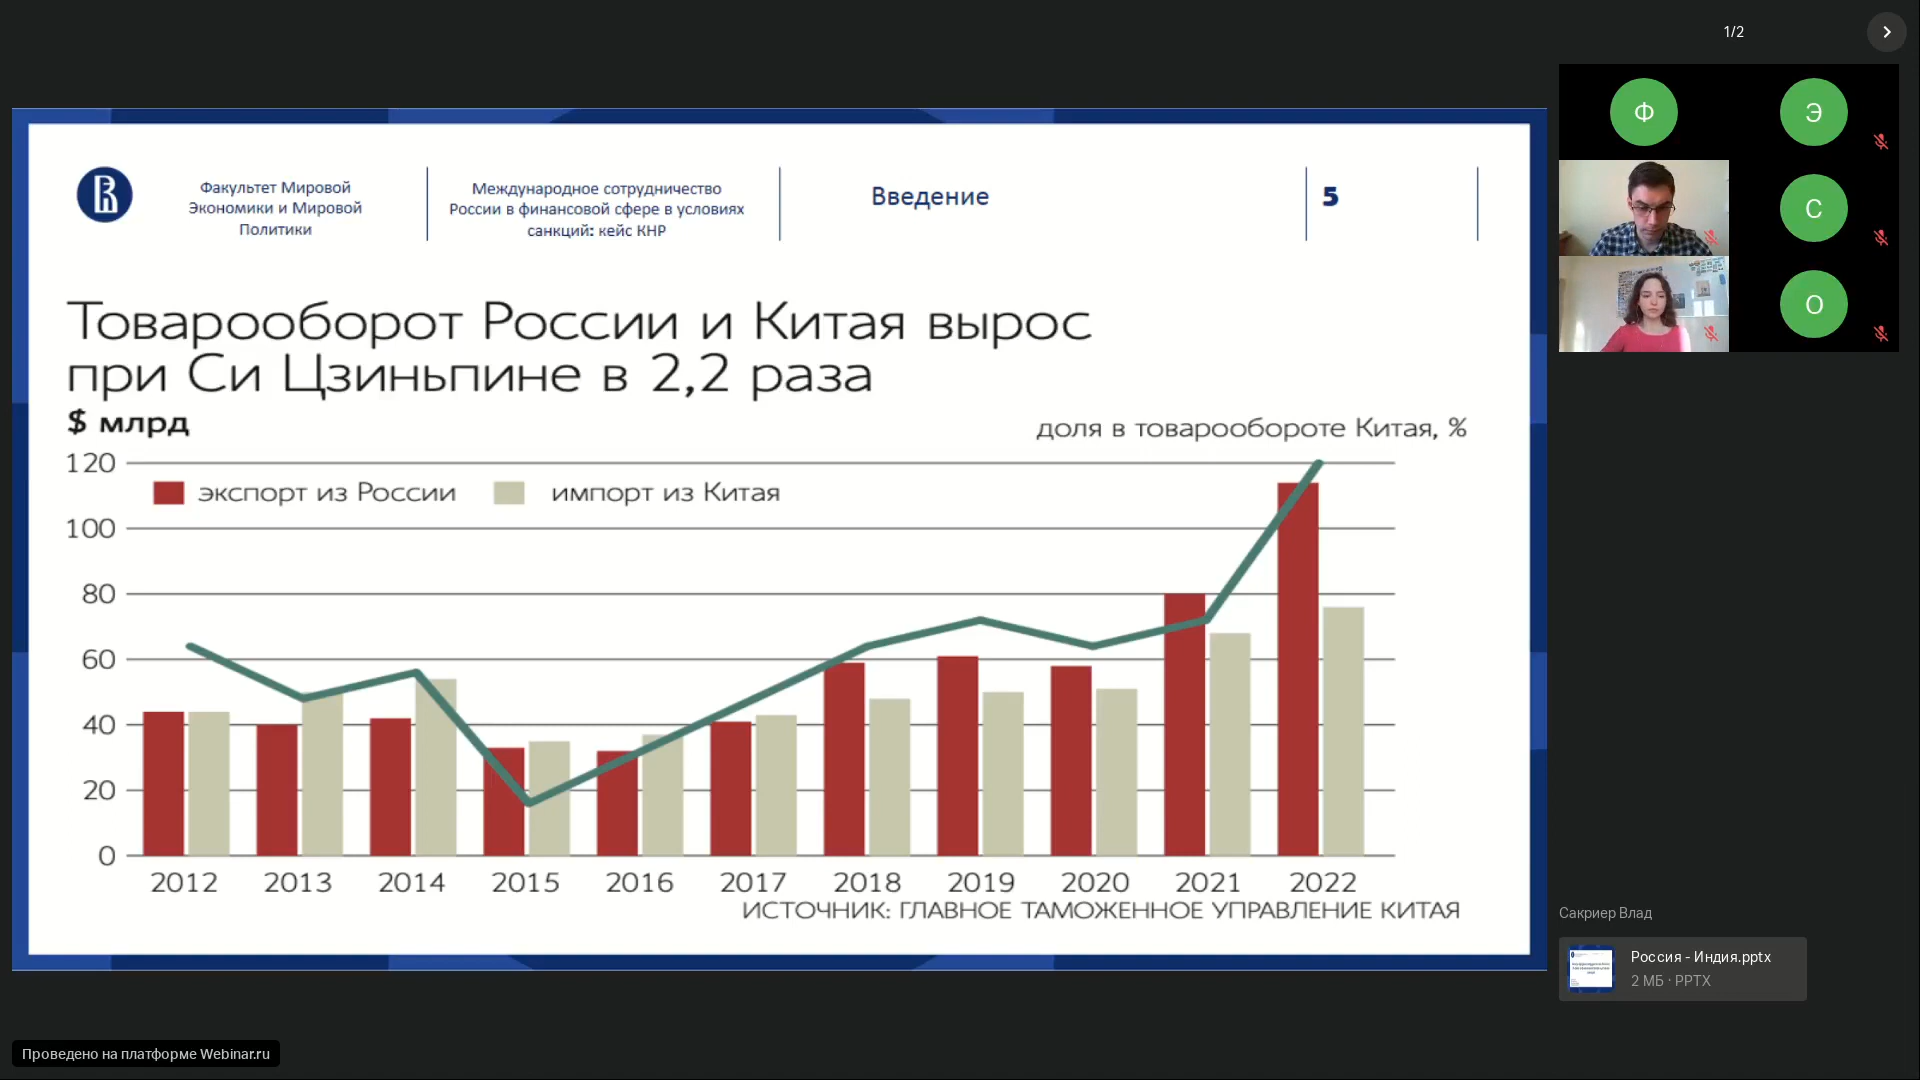 1/2
Ф
Э
С
О
Факультет Мировой
Экономики и Мировой
Политики
Международное сотрудничество
России в финансовой сфере в условиях
санкций: кейс КНР
Введение
5
Товарооборот России и Китая вырос
при Си Цзиньпине в 2,2 раза
$ млрд
доля в товарообороте Китая, %
120
экспорт из России
импорт из Китая
100
80
60
40
20
0
2012 2013 2014 2015 2016 2017 2018 2019 2020 2021 2022
ИСТОЧНИК: ГЛАВНОЕ ТАМОЖЕННОЕ УПРАВЛЕНИЕ КИТАЯ
Сакриер Влад
Россия - Индия.pptx
2 МБ · PPTX
Проведено на платформе Webinar.ru